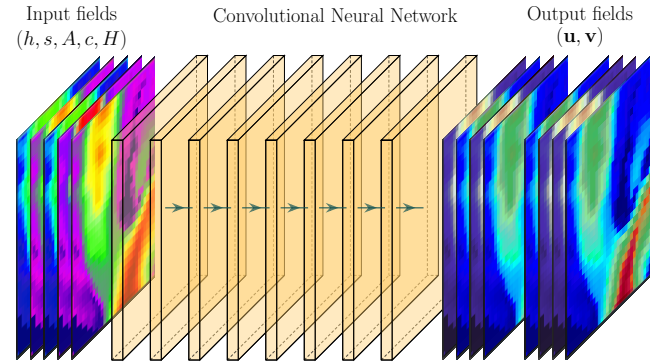 Input fields
(h, s, A, c, H)
Convolutional Neural Network
Output fields
(u, v)